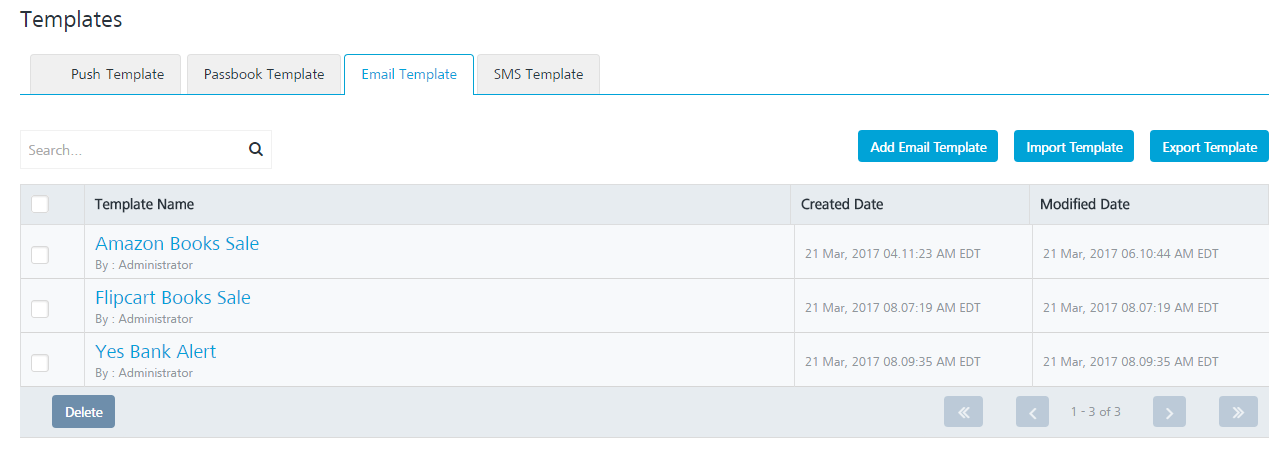 Templates
Push Template Passbook Template Email Template SMS Template
Search... Add Email Template Import Template Export Template
Template Name Created Date Modified Date
Amazon Books Sale
By : Administrator 21 Mar, 2017 04.11:23 AM EDT 21 Mar, 2017 06.10:44 AM EDT
Flipcart Books Sale
By : Administrator 21 Mar, 2017 08.07:19 AM EDT 21 Mar, 2017 08.07:19 AM EDT
Yes Bank Alert
By : Administrator 21 Mar, 2017 08.09:35 AM EDT 21 Mar, 2017 08.09:35 AM EDT
Delete 1 - 3 of 3